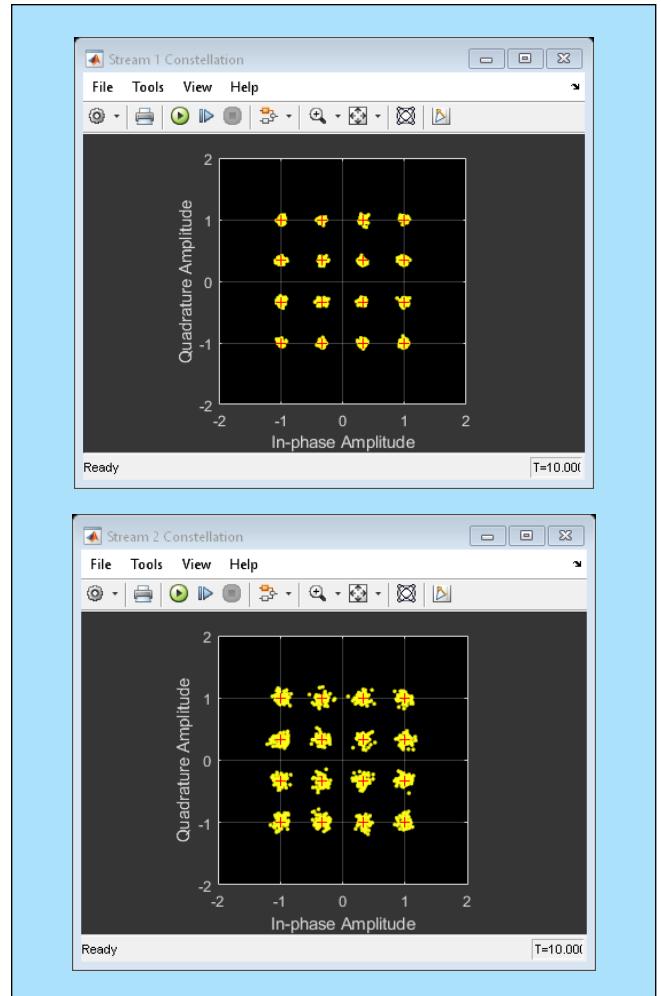 Stream 1 Constellation
File Tools View Help
2
1
0
-1
-2
Quadrature Amplitude
-2 -1 0 1 2
In-phase Amplitude
Ready T=10.00(
Stream 2 Constellation
File Tools View Help
2
1
0
-1
-2
Quadrature Amplitude
-2 -1 0 1 2
In-phase Amplitude
Ready T=10.00(